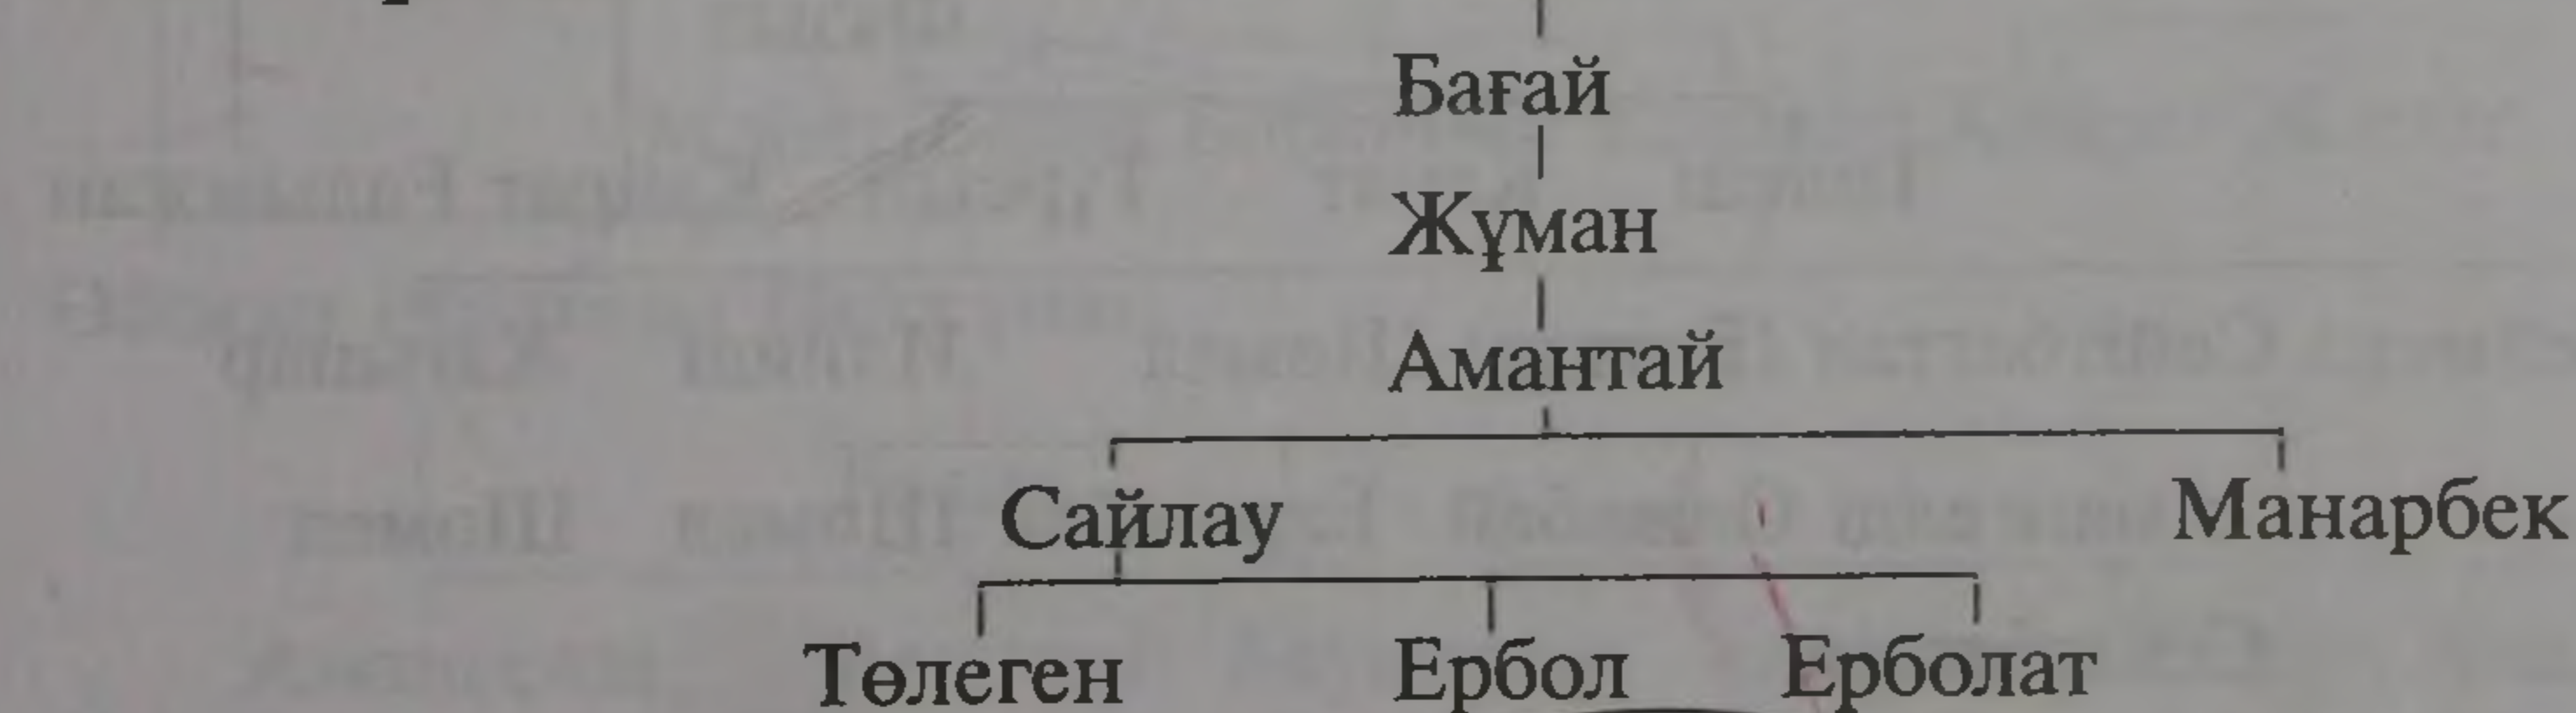 Бағай
Жұман
Амантай
Сайлау Манарбек
Төлеген Ербол Ерболат